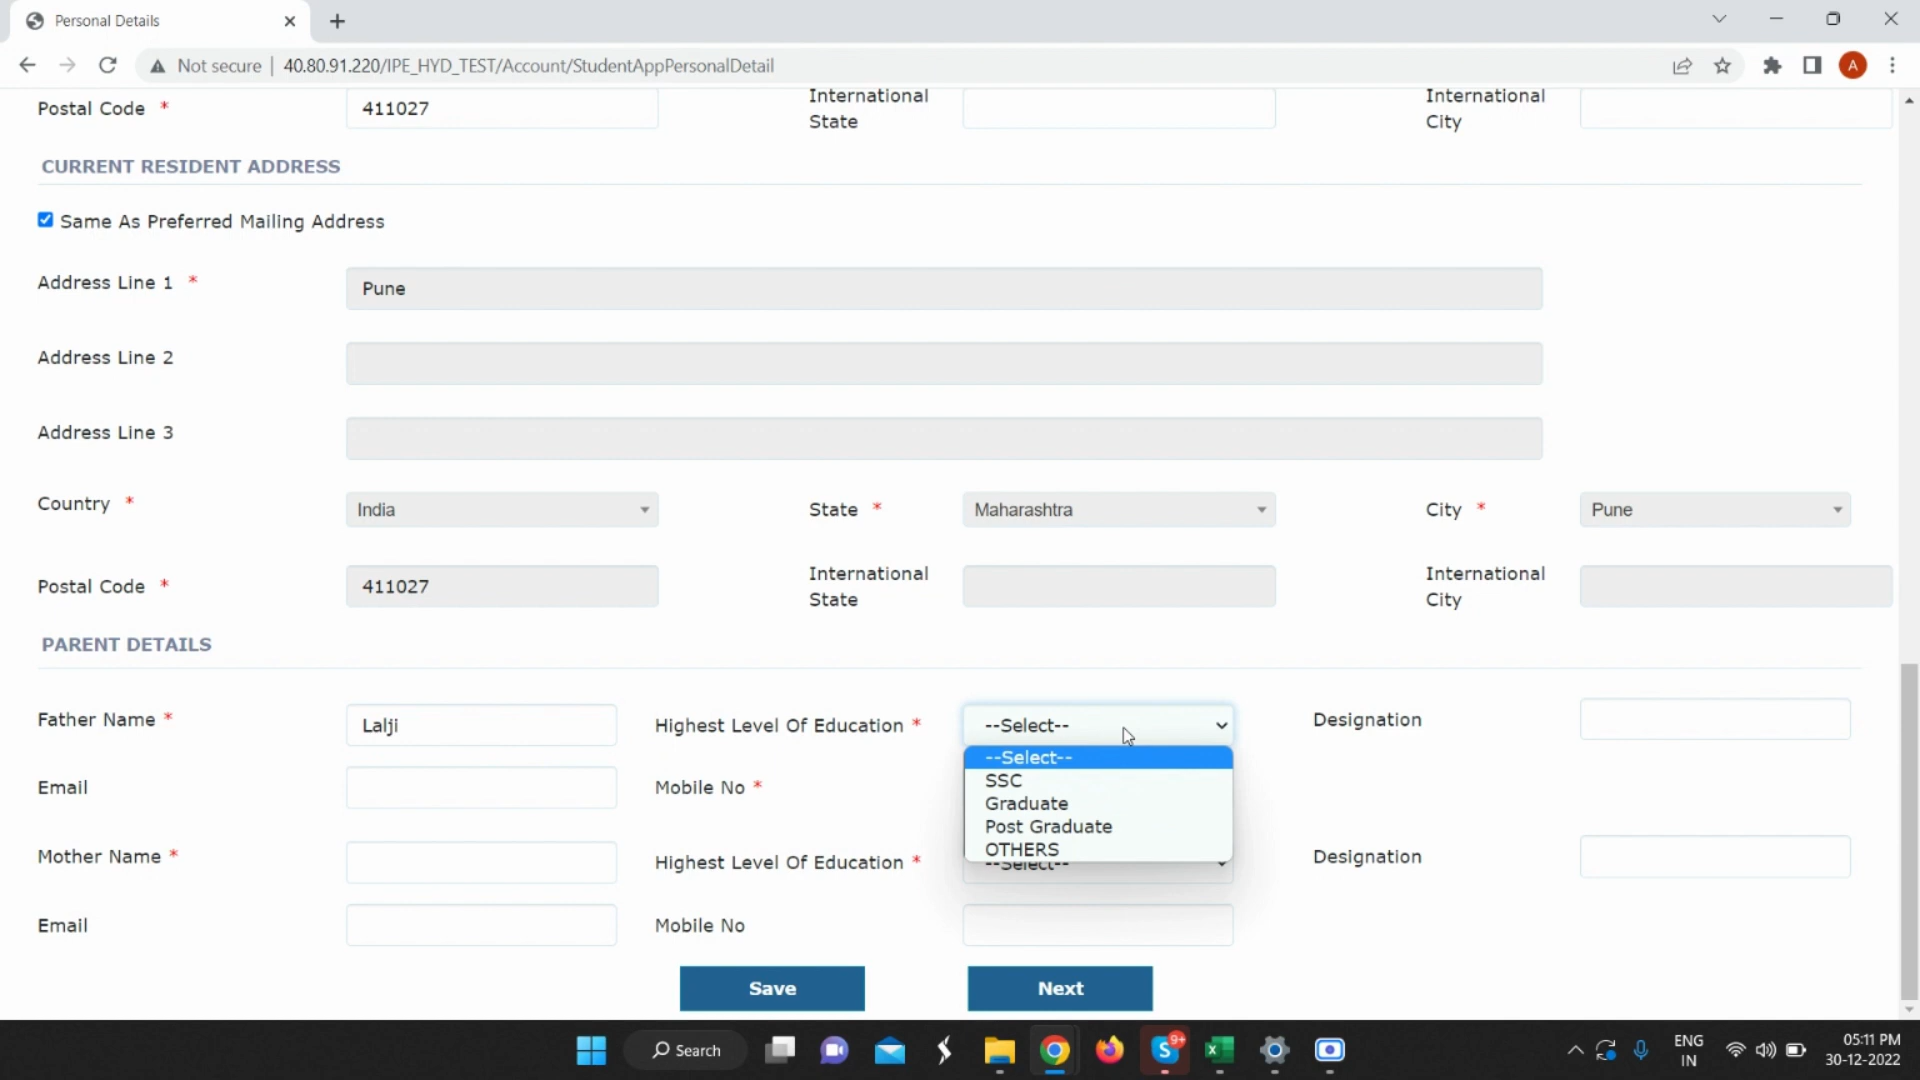 Personal Details
Not secure | 40.80.91.220/IPE_HYD_TEST/Account/StudentAppPersonalDetail
A
Postal Code * 411027 International State International City
CURRENT RESIDENT ADDRESS
Same As Preferred Mailing Address
Address Line 1 * Pune
Address Line 2
Address Line 3
Country * India State * Maharashtra City * Pune
Postal Code * 411027 International State International City
PARENT DETAILS
Father Name * Lalji Highest Level Of Education * --Select-- Designation
--Select--
SSC
Graduate
Post Graduate
OTHERS
Email Mobile No *
Mother Name * Highest Level Of Education * --Select-- Designation
Email Mobile No
Save Next
Search 9+ ENG IN 05:11 PM 30-12-2022